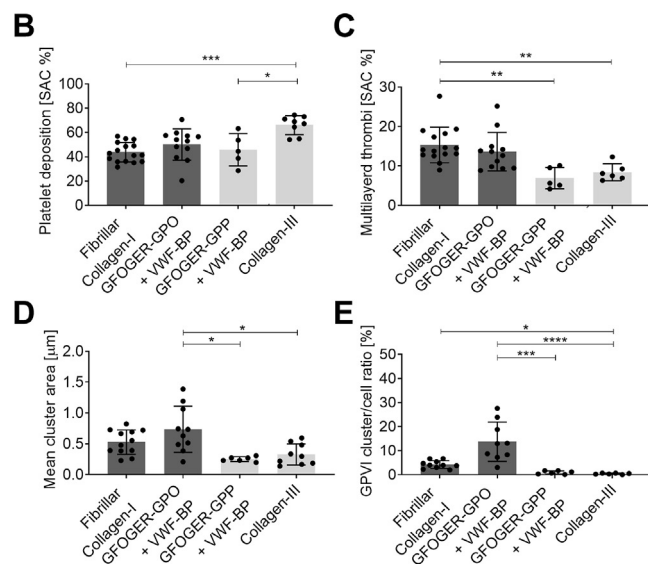 B
***
*
Platelet deposition [SAC %]
100
80
60
40
20
0
Fibrillar
Collagen-I
GFOGER-GPO
+ VWF-BP
GFOGER-GPP
+ VWF-BP
Collagen-III
C
**
**
Multilayerd thrombi [SAC %]
30
20
10
0
Fibrillar
Collagen-I
GFOGER-GPO
+ VWF-BP
GFOGER-GPP
+ VWF-BP
Collagen-III
D
*
*
Mean cluster area [µm]
2.0
1.5
1.0
0.5
0.0
Fibrillar
Collagen-I
GFOGER-GPO
+ VWF-BP
GFOGER-GPP
+ VWF-BP
Collagen-III
E
*
****
***
GPVI cluster/cell ratio [%]
50
40
30
20
10
0
Fibrillar
Collagen-I
GFOGER-GPO
+ VWF-BP
GFOGER-GPP
+ VWF-BP
Collagen-III